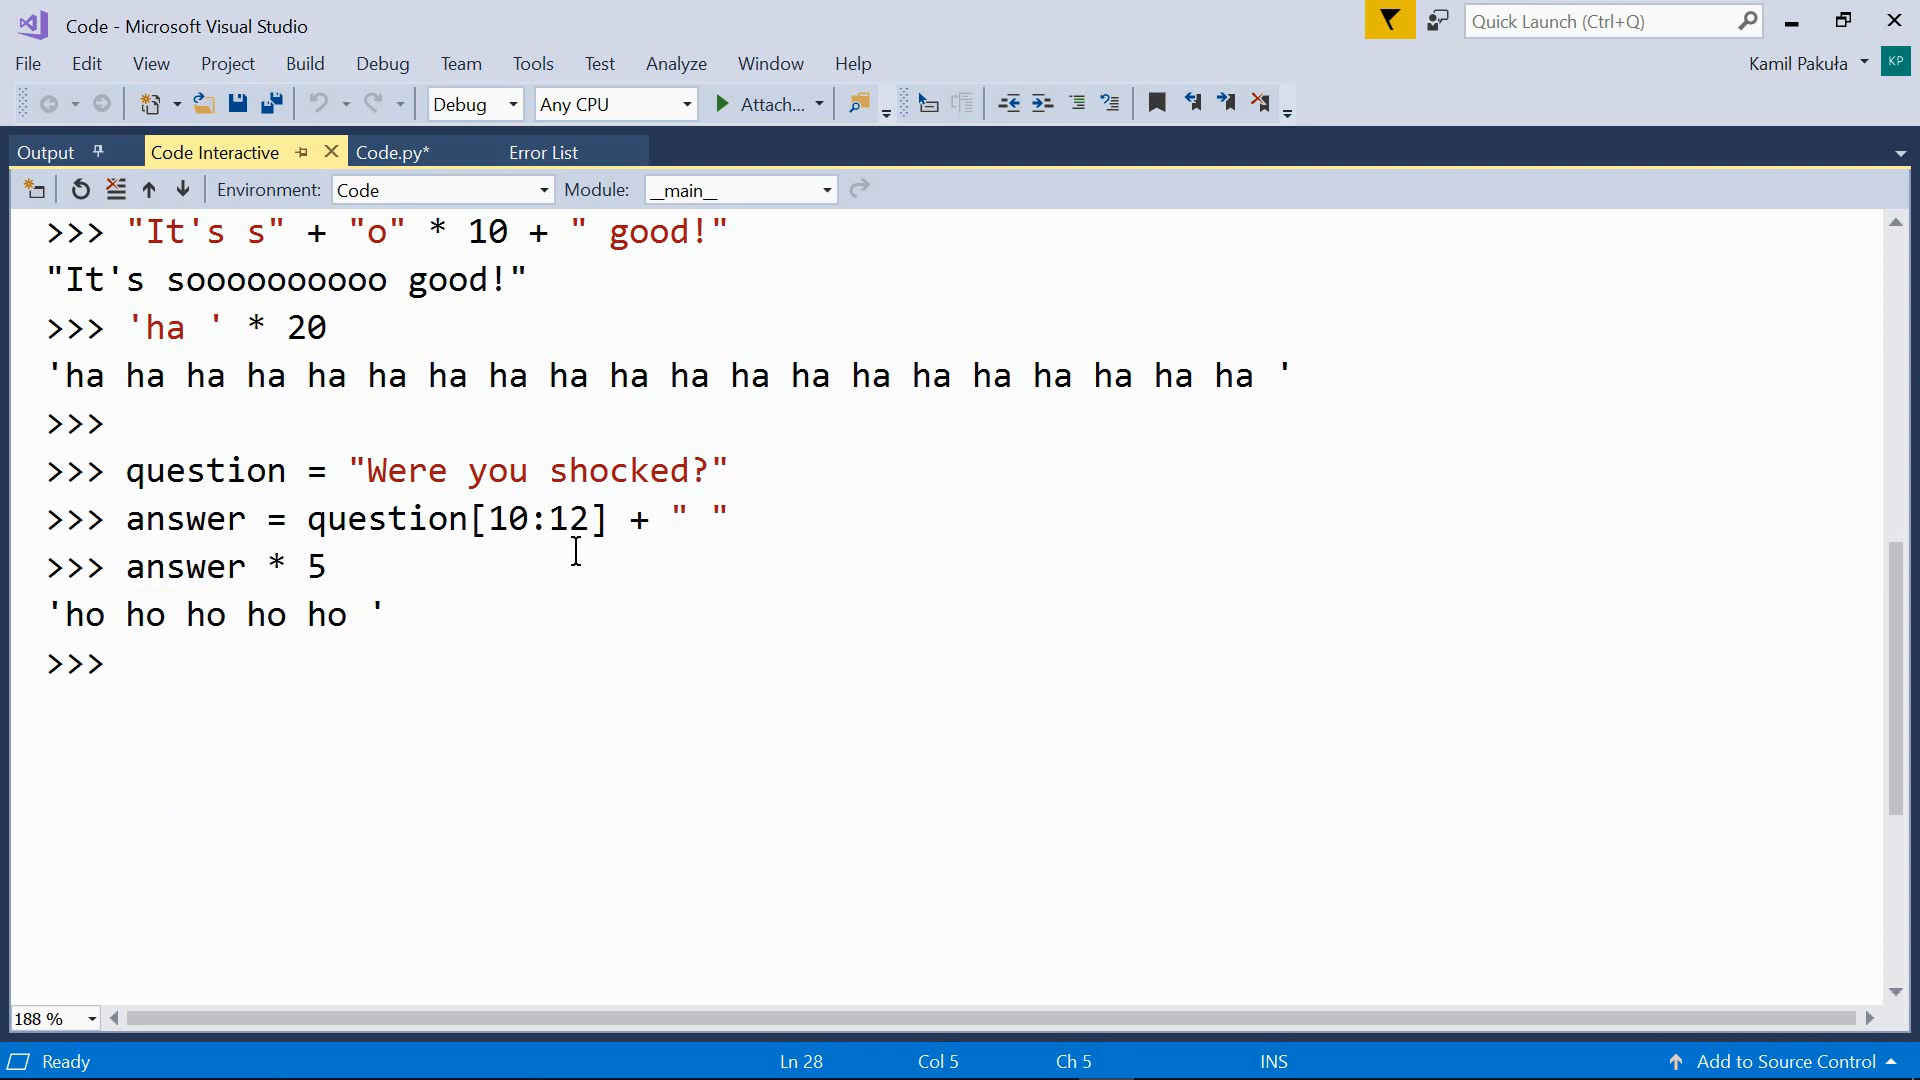 Code - Microsoft Visual Studio
Quick Launch (Ctrl+Q)
File Edit View Project Build Debug Team Tools Test Analyze Window Help
Kamil Pakuła KP
Debug Any CPU Attach...
Output Code Interactive Code.py* Error List
Environment: Code Module: __main__
>>> "It's s" + "o" * 10 + " good!"
"It's soooooooooo good!"
>>> 'ha ' * 20
'ha ha ha ha ha ha ha ha ha ha ha ha ha ha ha ha ha ha ha ha '
>>>
>>> question = "Were you shocked?"
>>> answer = question[10:12] + " "
>>> answer * 5
'ho ho ho ho ho '
>>>
188 %
Ready Ln 28 Col 5 Ch 5 INS Add to Source Control